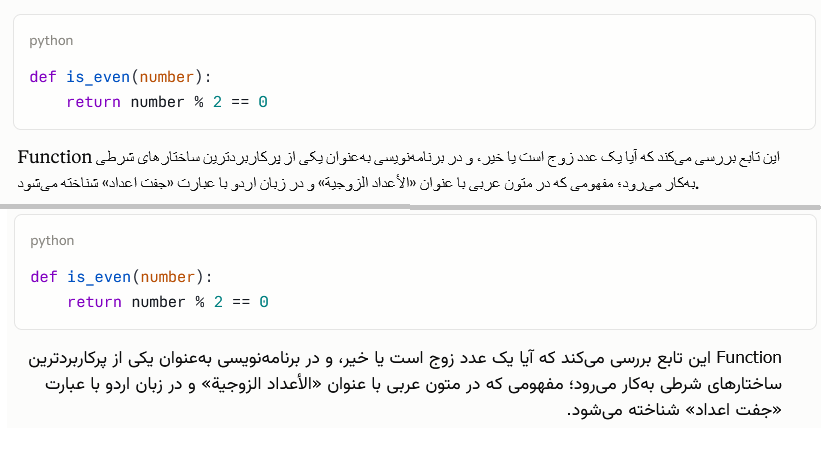 python
def is_even(number):
    return number % 2 == 0
Function این تابع بررسی می‌کند که آیا یک عدد زوج است یا خیر، و در برنامه‌نویسی به‌عنوان یکی از پرکاربردترین ساختارهای شرطی
به‌کار می‌رود؛ مفهومی که در متون عربی با عنوان «الأعداد الزوجية» و در زبان اردو با عبارت «جفت اعداد» شناخته می‌شود.
python
def is_even(number):
    return number % 2 == 0
Function این تابع بررسی می‌کند که آیا یک عدد زوج است یا خیر، و در برنامه‌نویسی به‌عنوان یکی از پرکاربردترین
ساختارهای شرطی به‌کار می‌رود؛ مفهومی که در متون عربی با عنوان «الأعداد الزوجية» و در زبان اردو با عبارت
«جفت اعداد» شناخته می‌شود.